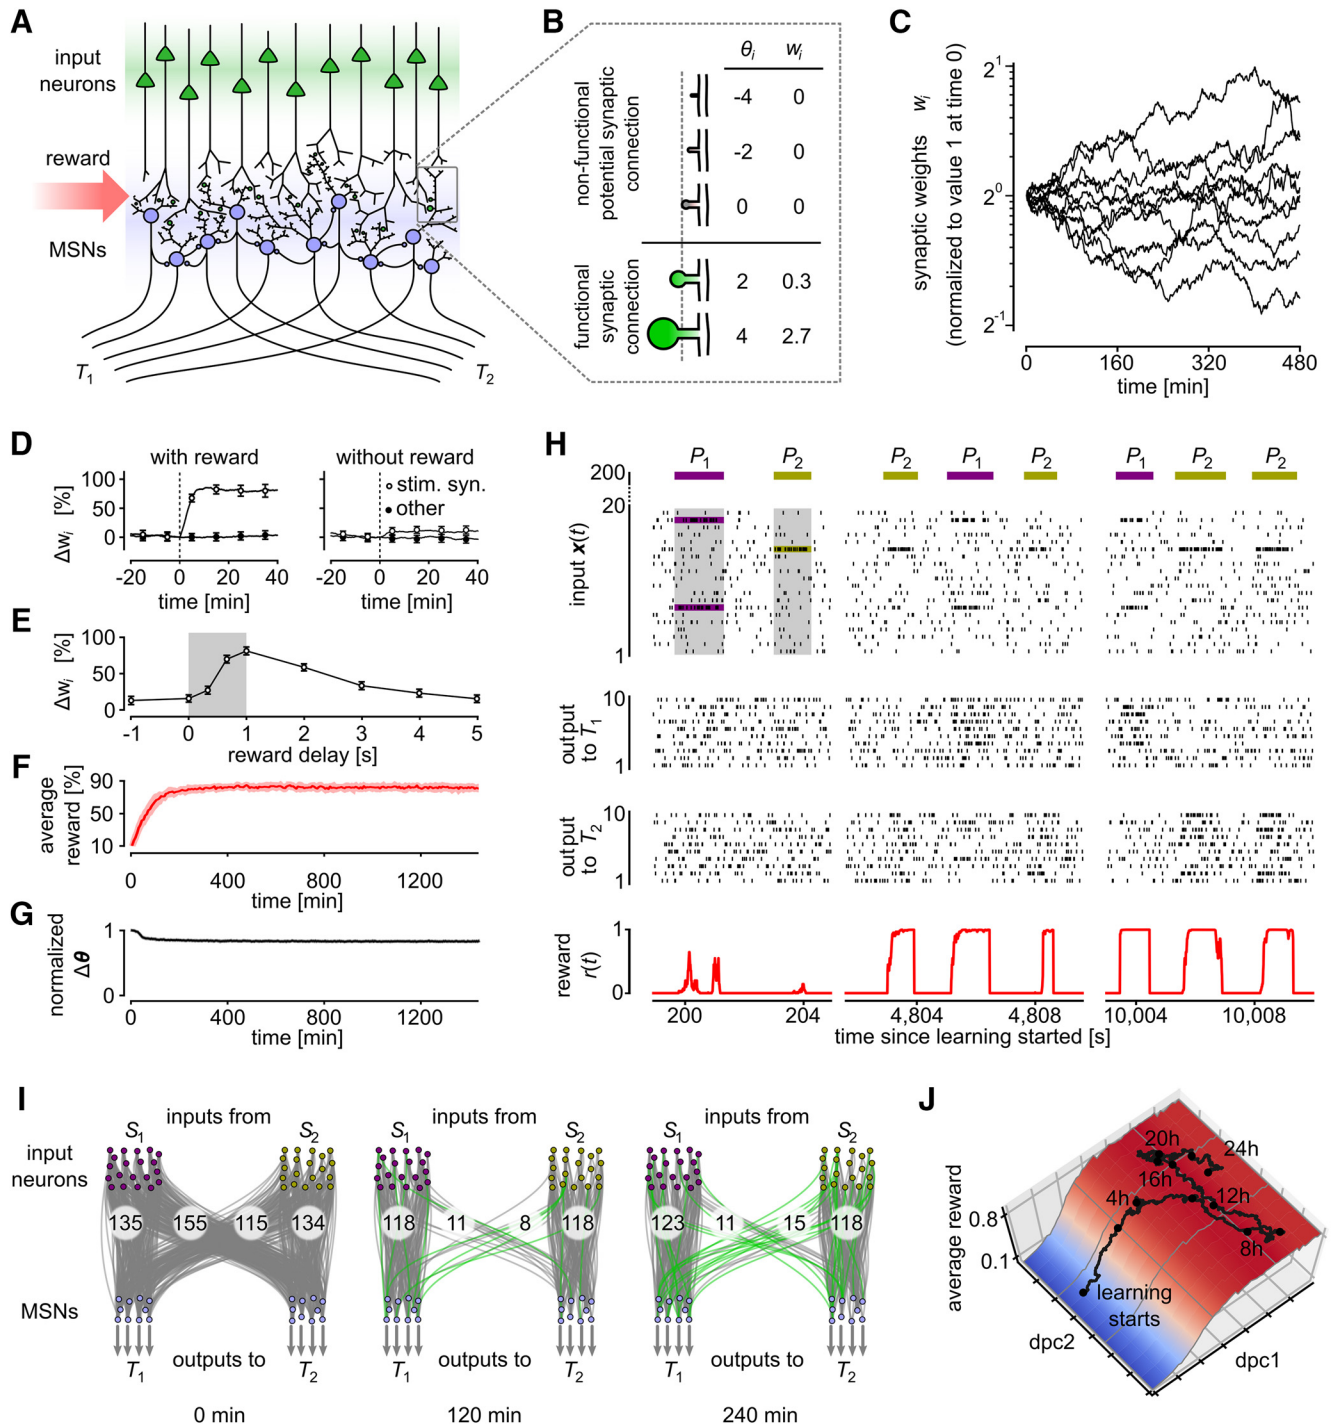 A
input
neurons
reward
MSNs
T1
T2
B
θi wi
non-functional
potential synaptic
connection
-4 0
-2 0
0 0
functional
synaptic
connection
2 0.3
4 2.7
C
synaptic weights wi
(normalized to value 1 at time 0)
2^1
2^0
2^-1
0 160 320 480
time [min]
D
with reward
without reward
Δwi [%]
100
50
0
stim. syn.
other
-20 0 20 40
-20 0 20 40
time [min]
time [min]
E
Δwi [%]
100
50
0
-1 0 1 2 3 4 5
reward delay [s]
F
average
reward [%]
90
50
10
0 400 800 1200
time [min]
G
normalized
Δθ
1
0
0 400 800 1200
time [min]
H
P1 P2 P2 P1 P2 P1 P2 P2
200
20
1
input x(t)
output
to T1
10
1
output
to T2
10
1
reward
r(t)
1
0
200 204 4,804 4,808 10,004 10,008
time since learning started [s]
I
inputs from
inputs from
inputs from
S1 S2 S1 S2 S1 S2
input
neurons
135 155 115 134
118 11 8 118
123 11 15 118
MSNs
T1 outputs to T2
T1 outputs to T2
T1 outputs to T2
0 min
120 min
240 min
J
average reward
0.8
0.1
20h
24h
16h
4h
12h
8h
learning
starts
dpc2
dpc1